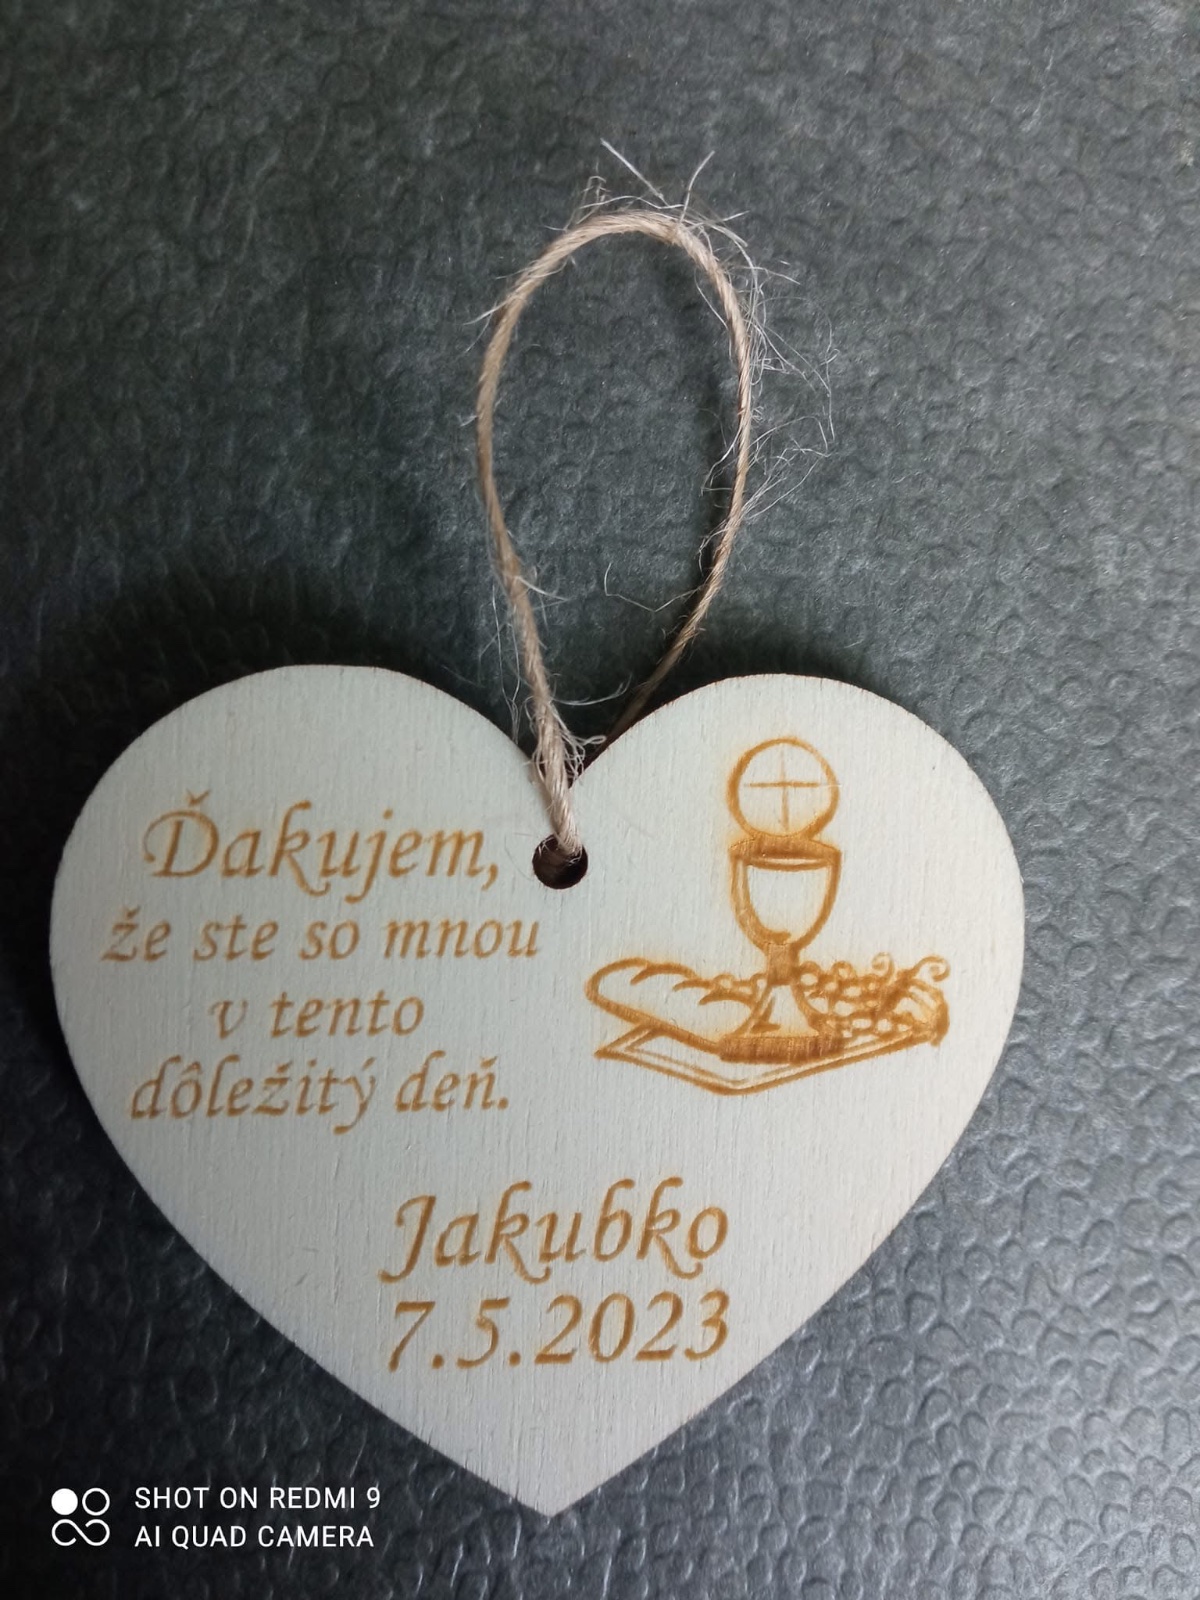 Ďakujem,
že ste so mnou
v tento
dôležitý deň.
Jakubko
7.5.2023
SHOT ON REDMI 9
AI QUAD CAMERA